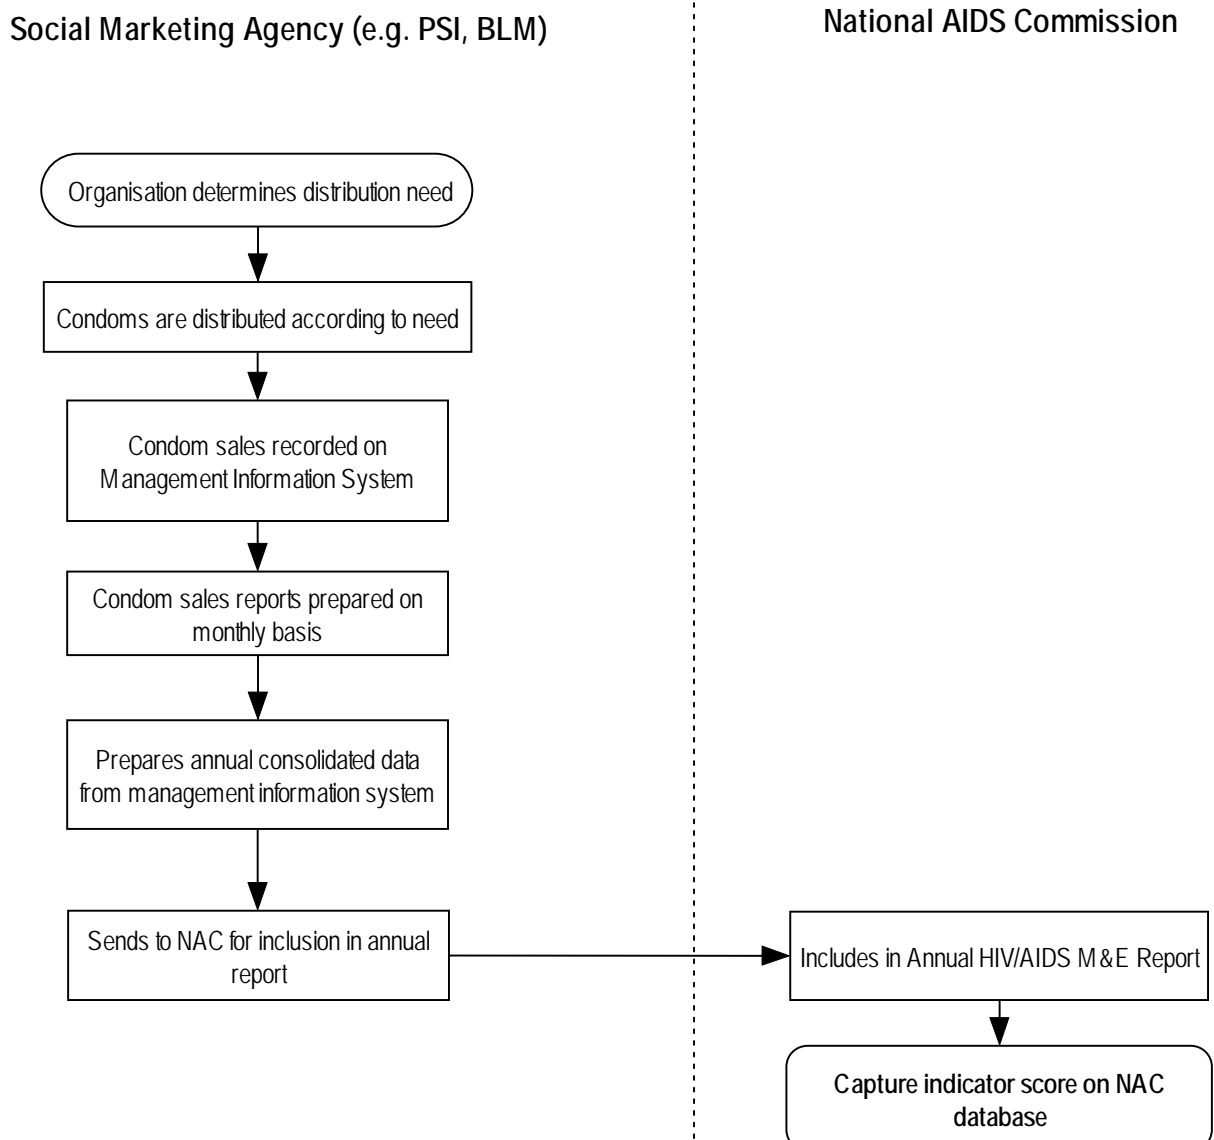 Social Marketing Agency (e.g. PSI, BLM)
National AIDS Commission
Organisation determines distribution need
Condoms are distributed according to need
Condom sales recorded on
Management Information System
Condom sales reports prepared on
monthly basis
Prepares annual consolidated data
from management information system
Sends to NAC for inclusion in annual
report
Includes in Annual HIV/AIDS M&E Report
Capture indicator score on NAC
database